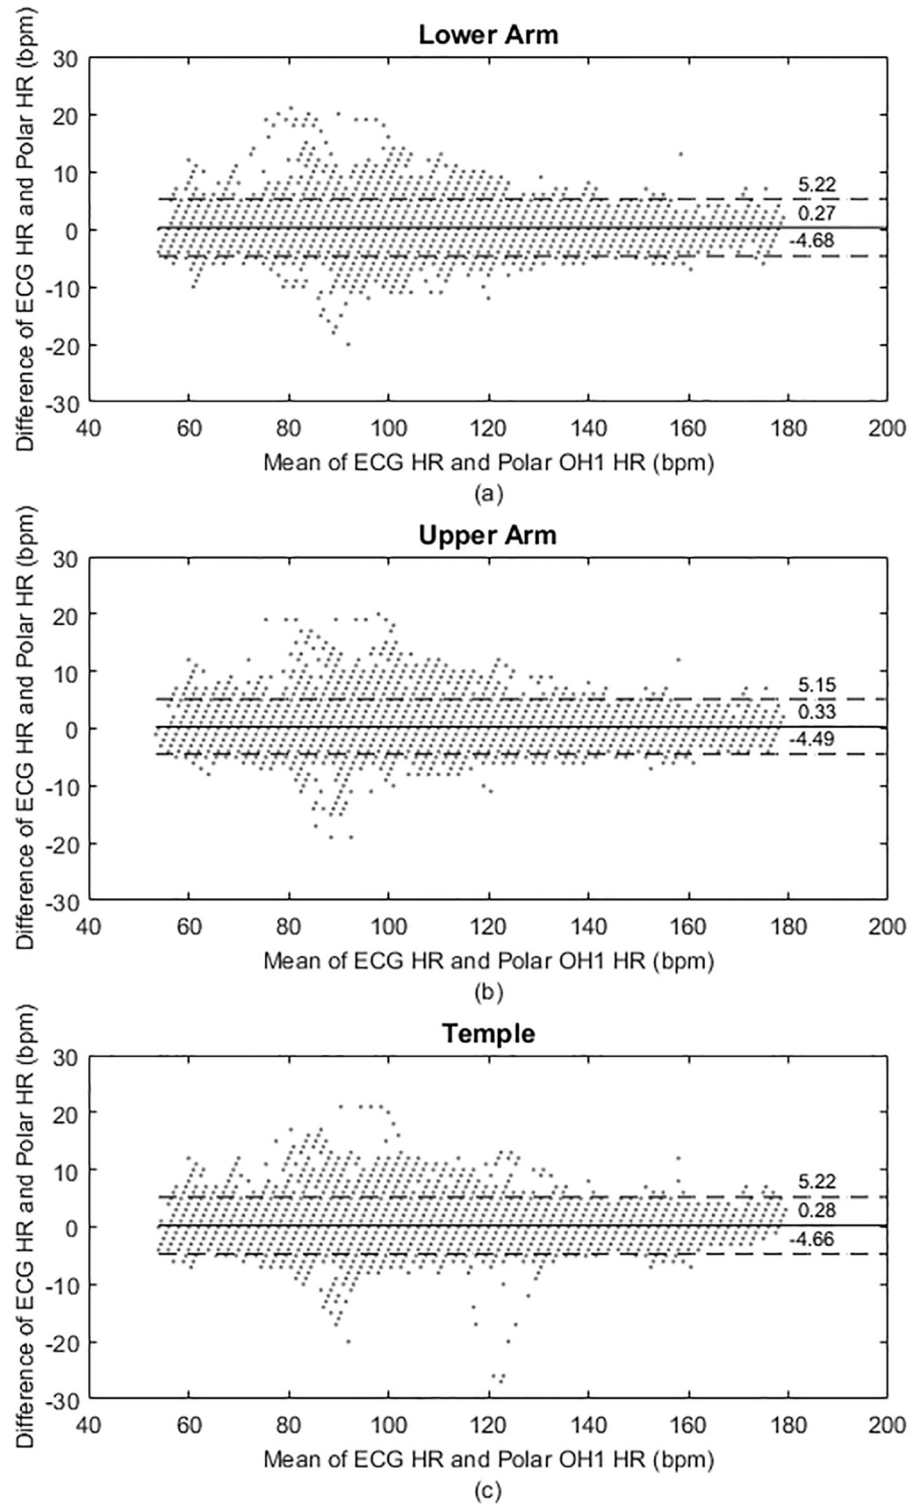 Lower Arm
Difference of ECG HR and Polar HR (bpm)
30
20
10
0
-10
-20
-30
5.22
0.27
-4.68
40 60 80 100 120 140 160 180 200
Mean of ECG HR and Polar OH1 HR (bpm)
(a)
Upper Arm
Difference of ECG HR and Polar HR (bpm)
30
20
10
0
-10
-20
-30
5.15
0.33
-4.49
40 60 80 100 120 140 160 180 200
Mean of ECG HR and Polar OH1 HR (bpm)
(b)
Temple
Difference of ECG HR and Polar HR (bpm)
30
20
10
0
-10
-20
-30
5.22
0.28
-4.66
40 60 80 100 120 140 160 180 200
Mean of ECG HR and Polar OH1 HR (bpm)
(c)